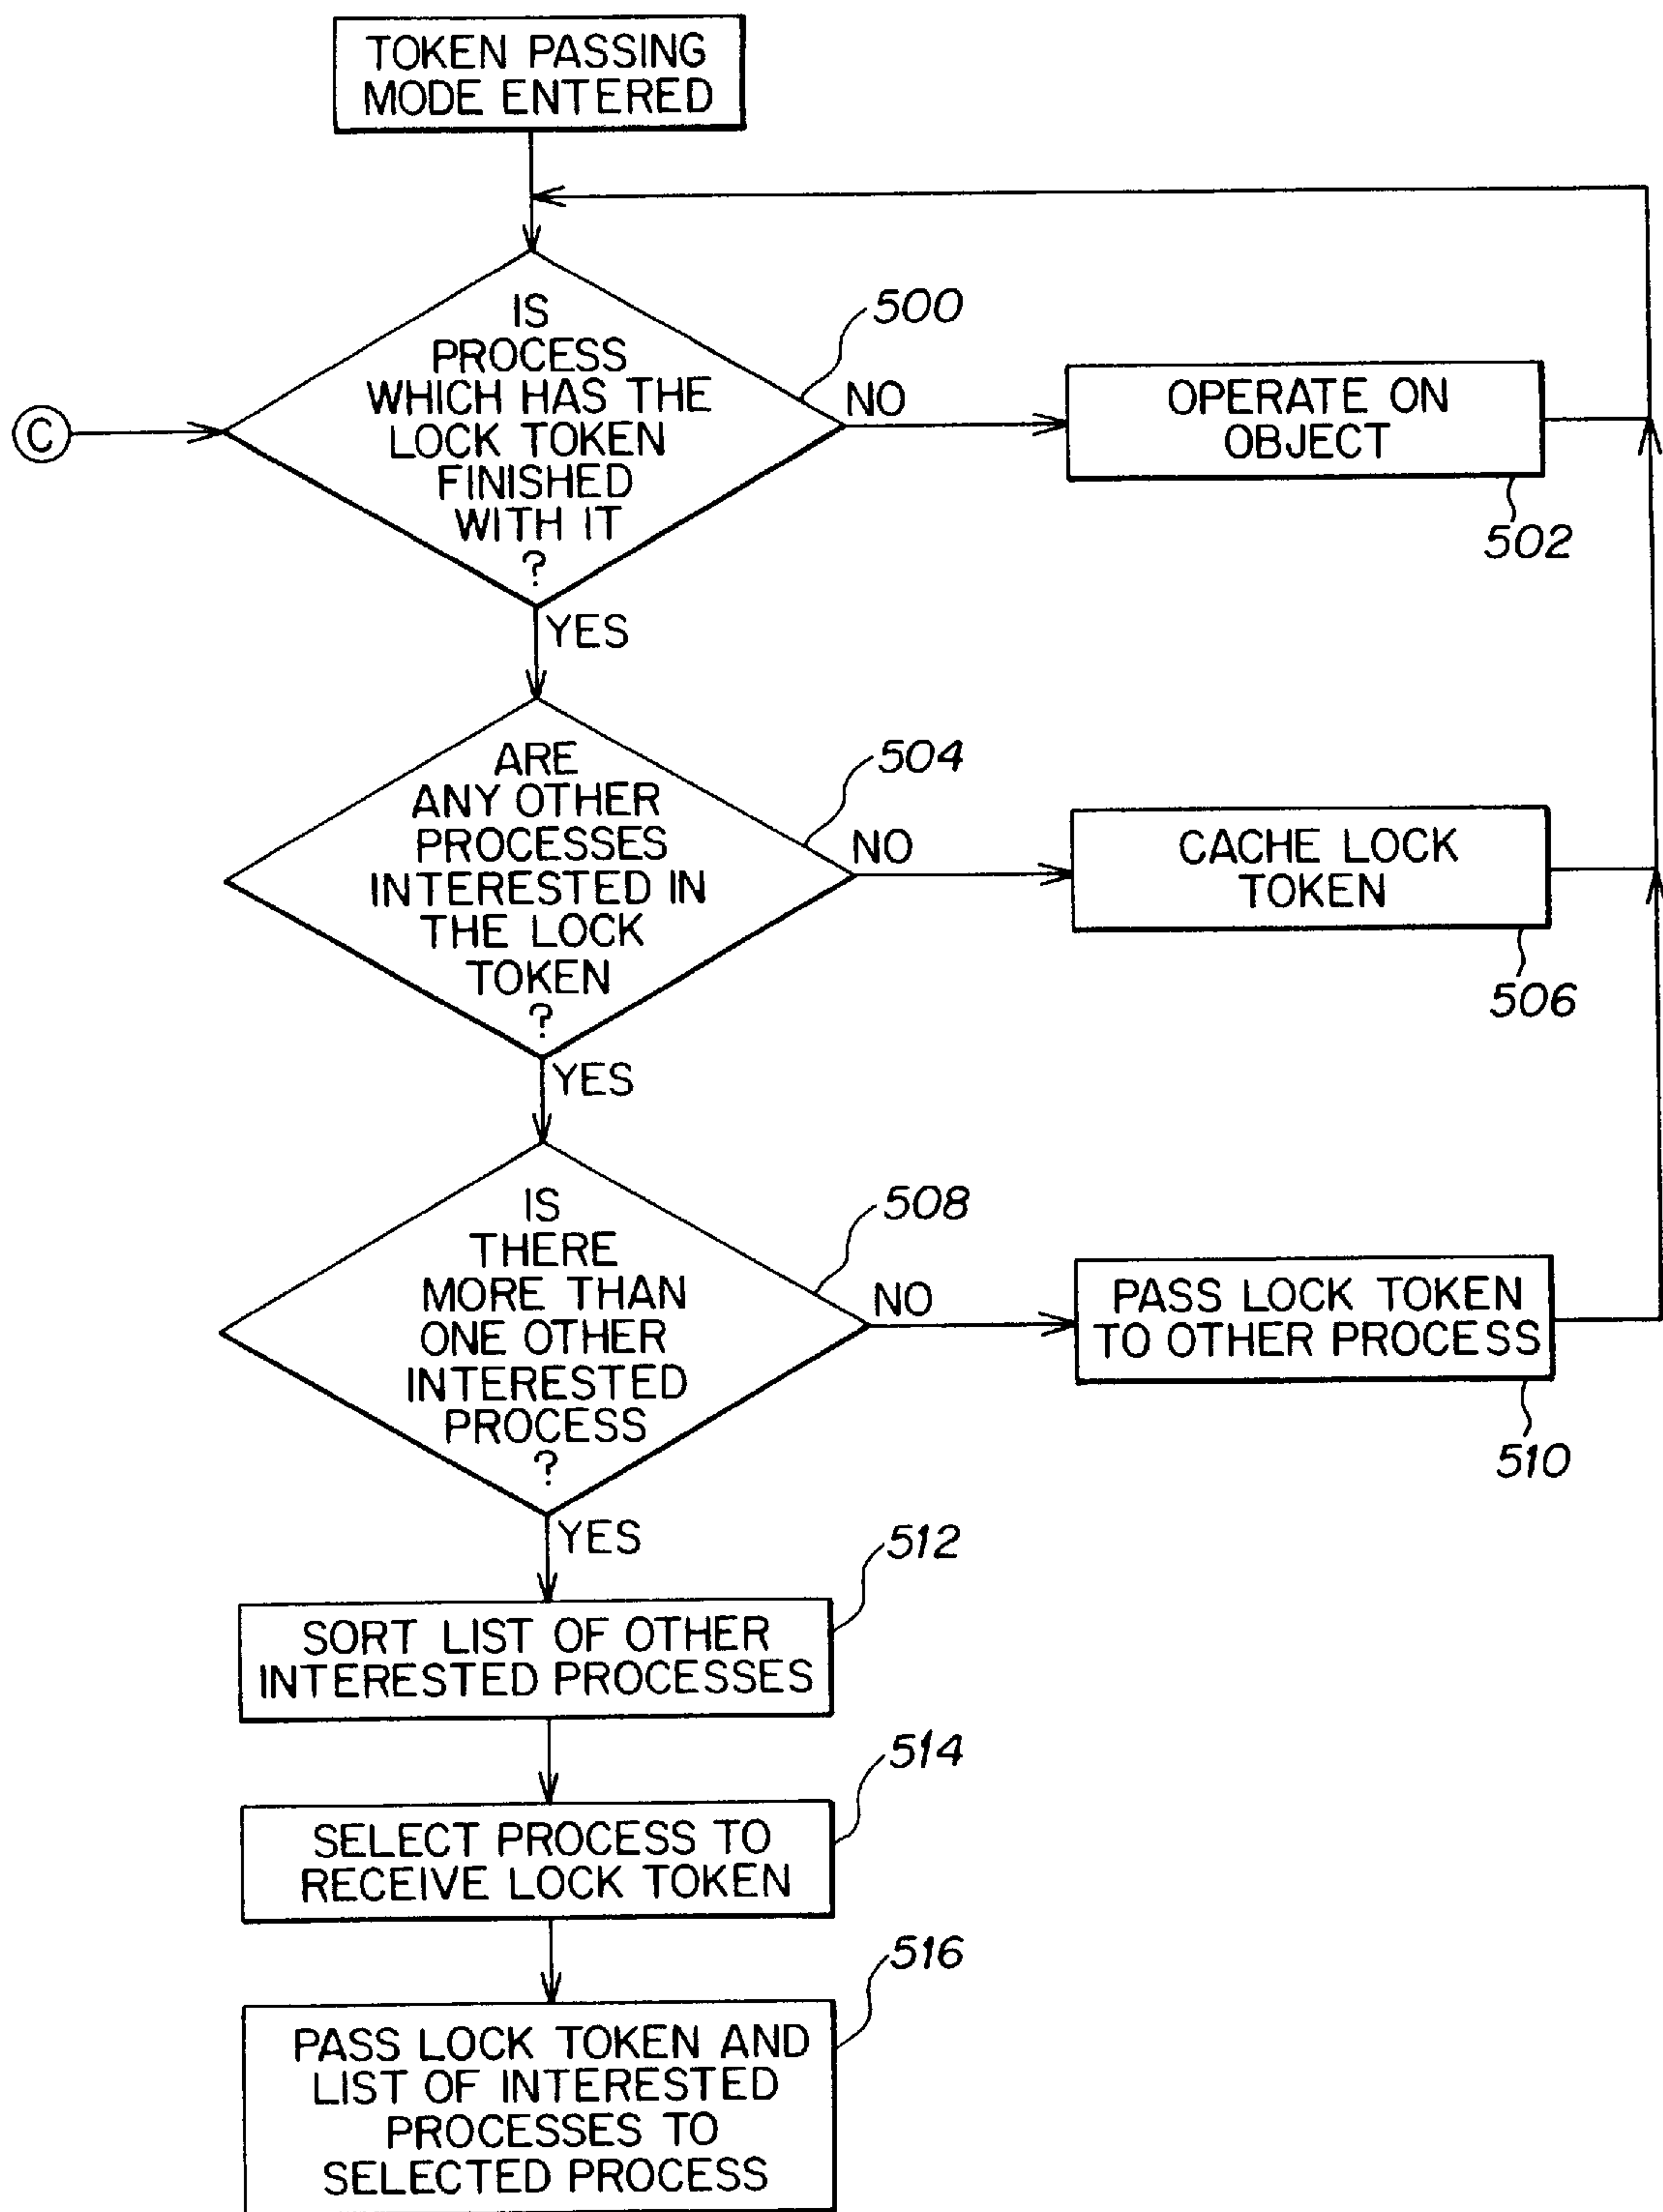 TOKEN PASSING
MODE ENTERED
IS
PROCESS
WHICH HAS THE
LOCK TOKEN
FINISHED
WITH IT
?
500
NO
OPERATE ON
OBJECT
502
C
YES
ARE
ANY OTHER
PROCESSES
INTERESTED IN
THE LOCK
TOKEN
?
504
NO
CACHE LOCK
TOKEN
506
YES
IS
THERE
MORE THAN
ONE OTHER
INTERESTED
PROCESS
?
508
NO
PASS LOCK TOKEN
TO OTHER PROCESS
510
YES
512
SORT LIST OF OTHER
INTERESTED PROCESSES
514
SELECT PROCESS TO
RECEIVE LOCK TOKEN
516
PASS LOCK TOKEN AND
LIST OF INTERESTED
PROCESSES TO
SELECTED PROCESS